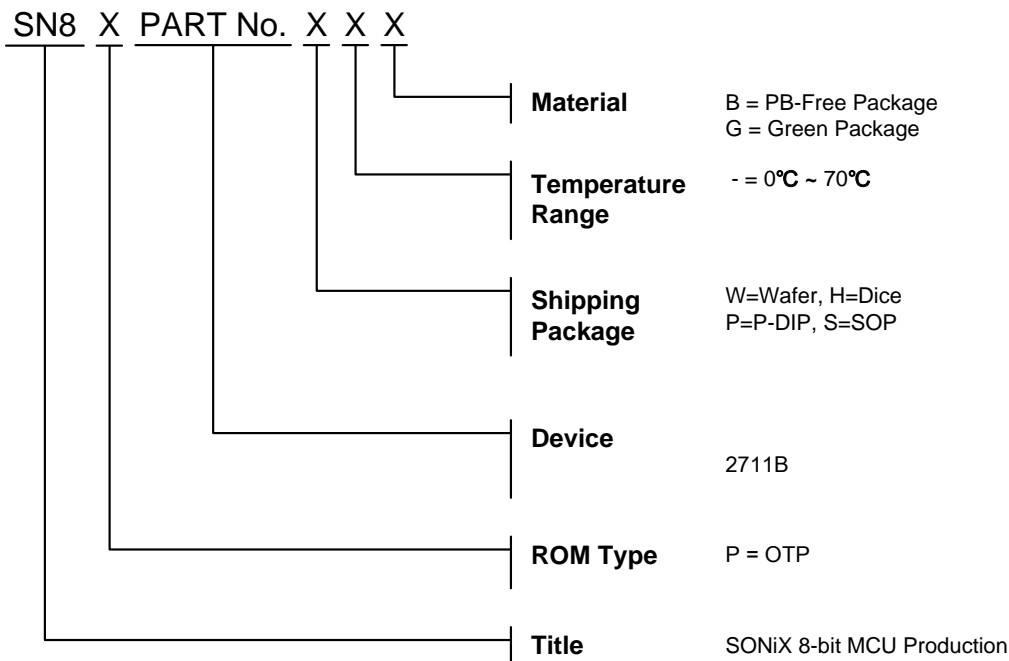 SN8 X PART No. X X X
Material
B = PB-Free Package
G = Green Package
Temperature
Range
- = 0℃ ~ 70℃
Shipping
Package
W=Wafer, H=Dice
P=P-DIP, S=SOP
Device
2711B
ROM Type
P = OTP
Title
SONiX 8-bit MCU Production